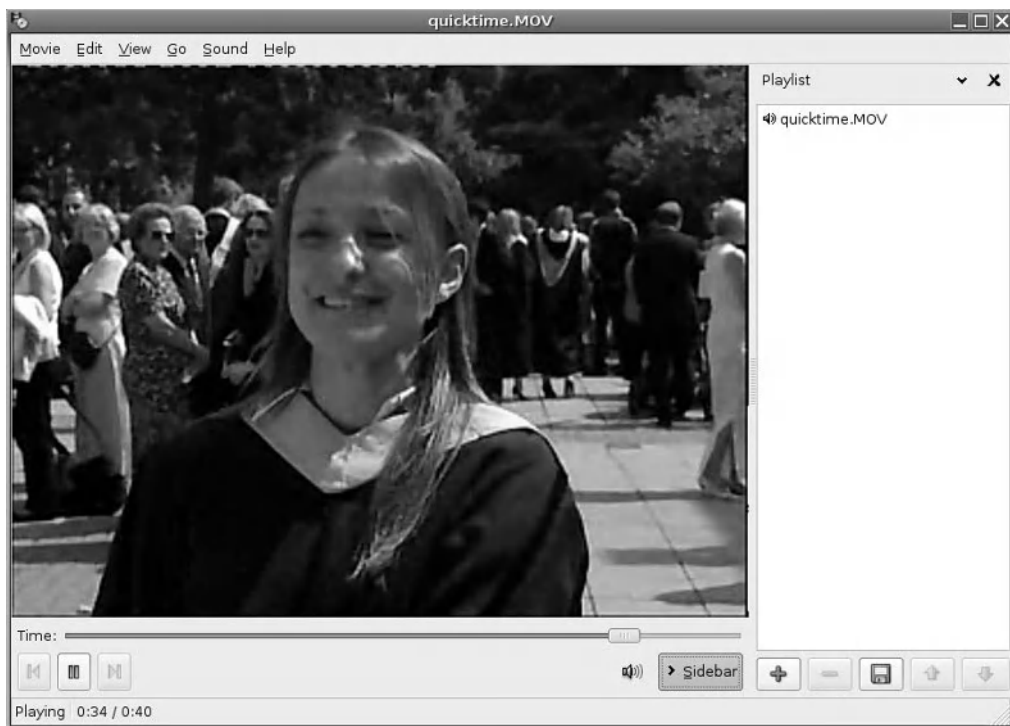 quicktime.MOV
Movie Edit View Go Sound Help
Playlist
quicktime.MOV
Time:
Sidebar
Playing 0:34 / 0:40